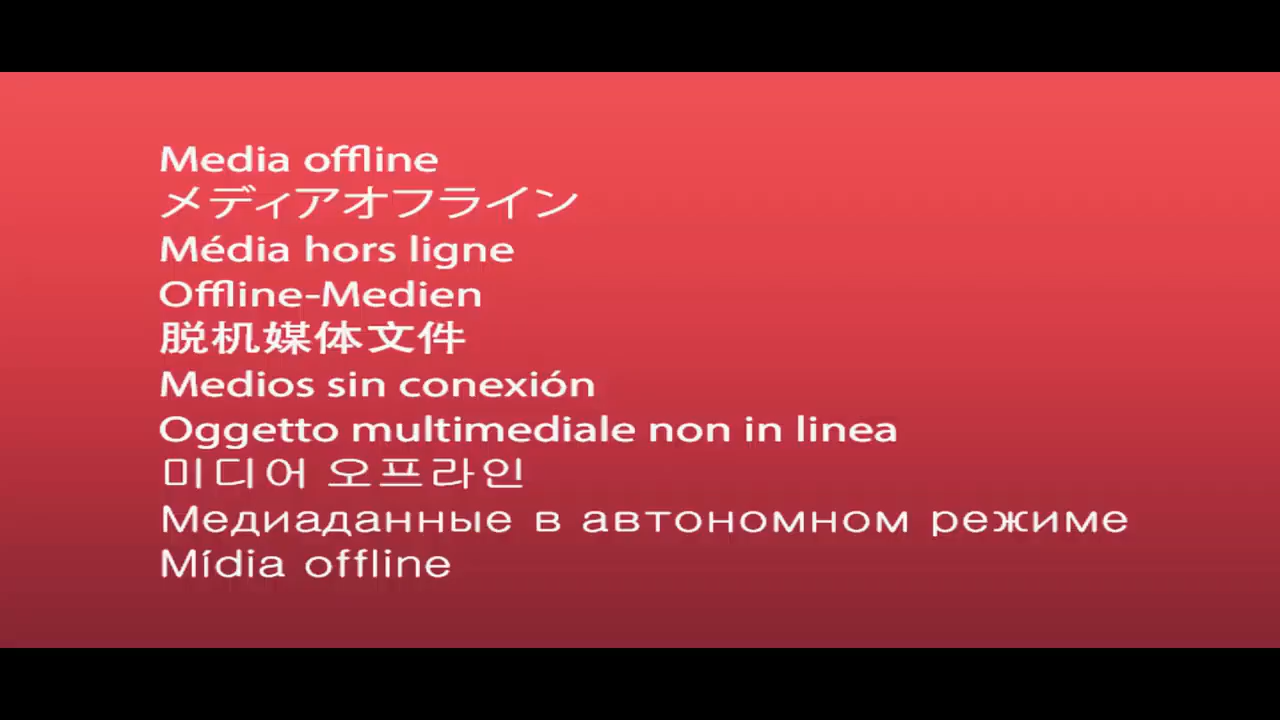 Media offline
メディアオフライン
Média hors ligne
Offline-Medien
脱机媒体文件
Medios sin conexión
Oggetto multimediale non in linea
미디어 오프라인
Медиаданные в автономном режиме
Mídia offline